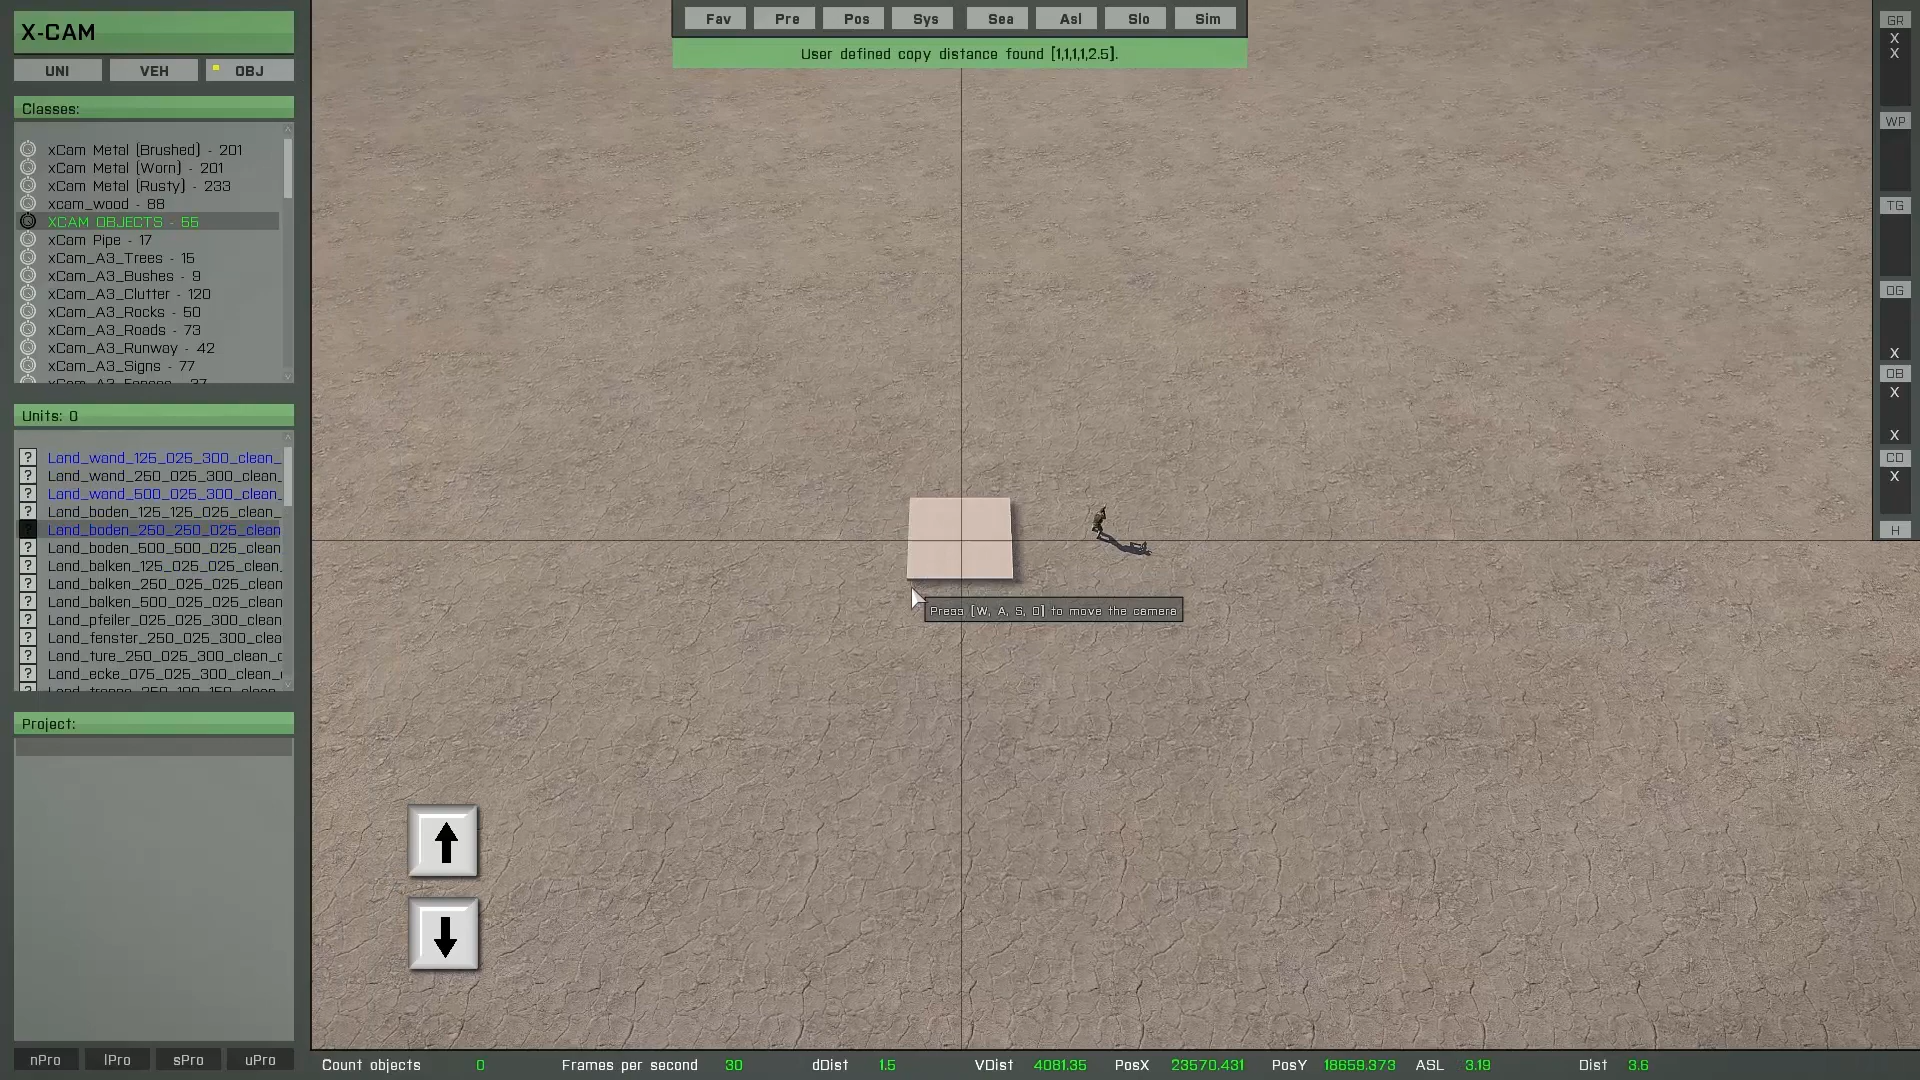 X-CAM
UNI VEH OBJ
Classes:
xCam Metal (Brushed) - 201
xCam Metal (Worn) - 201
xCam Metal (Rusty) - 233
xcam_wood - 88
XCAM OBJECTS - 55
xCam Pipe - 17
xCam_A3_Trees - 15
xCam_A3_Bushes - 9
xCam_A3_Clutter - 120
xCam_A3_Rocks - 50
xCam_A3_Roads - 73
xCam_A3_Runway - 42
xCam_A3_Signs - 77
xCam_A3_Fences - 37
Units: 0
? Land_wand_125_025_300_clean_
? Land_wand_250_025_300_clean_
? Land_wand_500_025_300_clean_
? Land_boden_125_125_025_clean_
? Land_boden_250_250_025_clean
? Land_boden_500_500_025_clean
? Land_balken_125_025_025_clean_
? Land_balken_250_025_025_clean
? Land_balken_500_025_025_clean
? Land_pfeiler_025_025_300_clean
? Land_fenster_250_025_300_clea
? Land_ture_250_025_300_clean_c
? Land_ecke_075_025_300_clean_
? Land_treppe_250_100_150_clean
Project:
nPro lPro sPro uPro
Fav Pre Pos Sys Sea Asl Slo Sim
User defined copy distance found [1,1,1,1,2.5].
Press [W, A, S, D] to move the camera
GR
X
X
WP
TG
OG
X
OB
X
X
CO
X
H
Count objects 0 Frames per second 30 dDist 1.5 VDist 4081.35 PosX 23570.431 PosY 18659.373 ASL 3.19 Dist 3.6